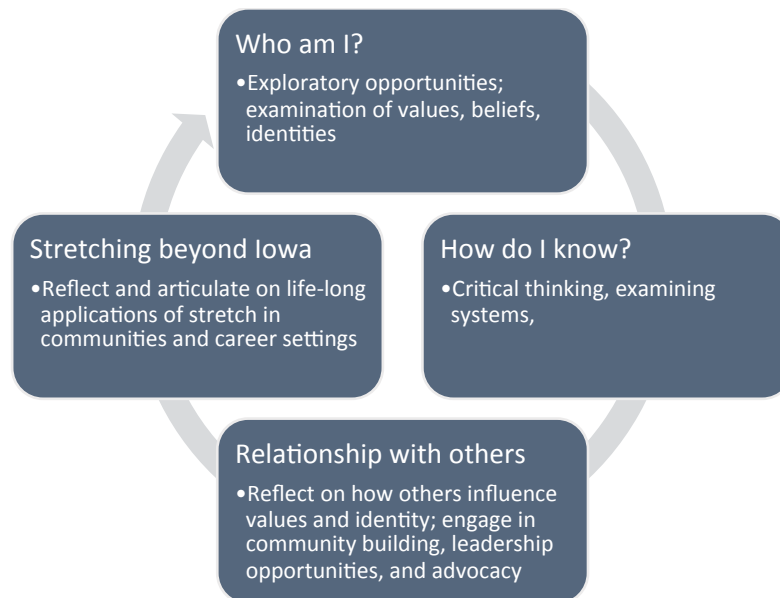 Who am I?
•Exploratory opportunities;
examination of values, beliefs,
identities
How do I know?
•Critical thinking, examining
systems,
Relationship with others
•Reflect on how others influence
values and identity; engage in
community building, leadership
opportunities, and advocacy
Stretching beyond Iowa
•Reflect and articulate on life-long
applications of stretch in
communities and career settings